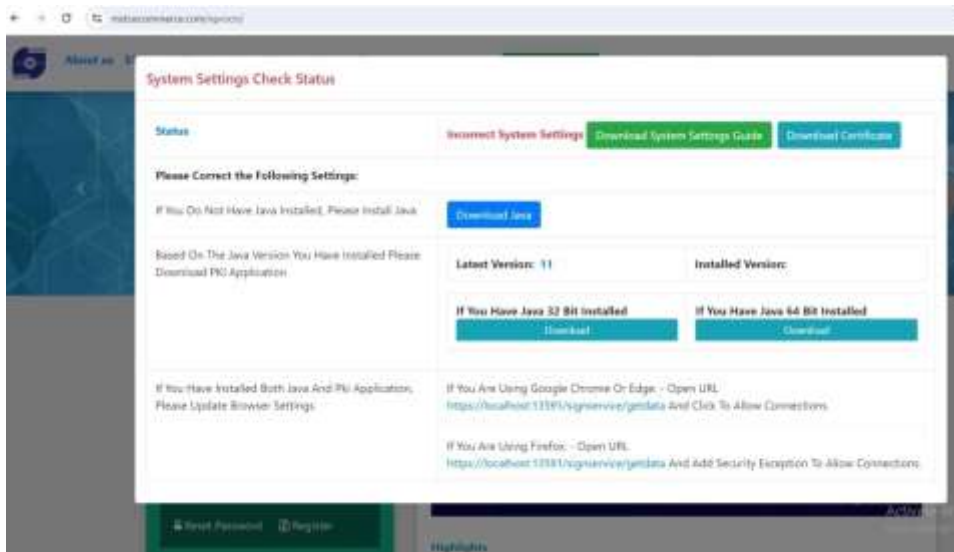 About us
System Settings Check Status
Status
Incorrect System Settings Download System Settings Guide Download Certificate
Please Correct the Following Settings:
If You Do Not Have Java Installed, Please Install Java
Download Java
Based On The Java Version You Have Installed Please
Download PKI Application
Latest Version: 11 Installed Version:
If You Have Java 32 Bit Installed If You Have Java 64 Bit Installed
Download Download
If You Have Installed Both Java And Pki Application,
Please Update Browser Settings
If You Are Using Google Chrome Or Edge: - Open URL
https://localhost:13591/signservice/getdata And Click To Allow Connections
If You Are Using Firefox: - Open URL
https://localhost:13591/signservice/getdata And Add Security Exception To Allow Connections
Reset Password Register
Highlights